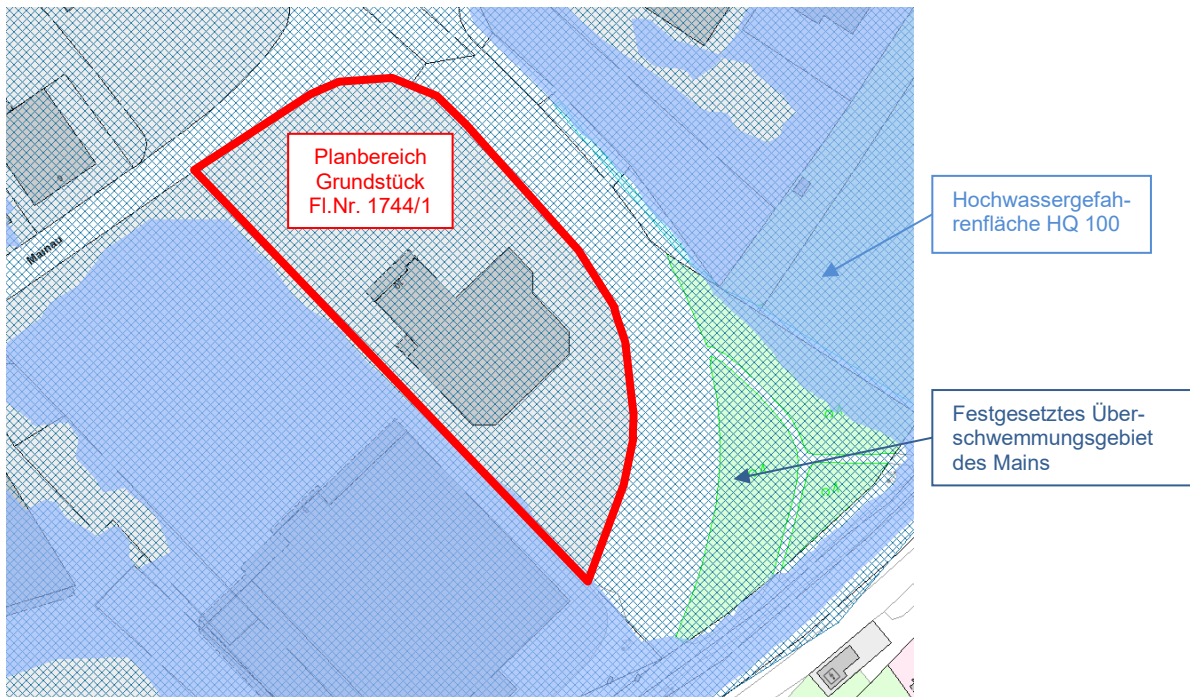 Planbereich
Grundstück
Fl.Nr. 1744/1
Hochwassergefah-
renfläche HQ 100
Mainau
Festgesetztes Über-
schwemmungsgebiet
des Mains